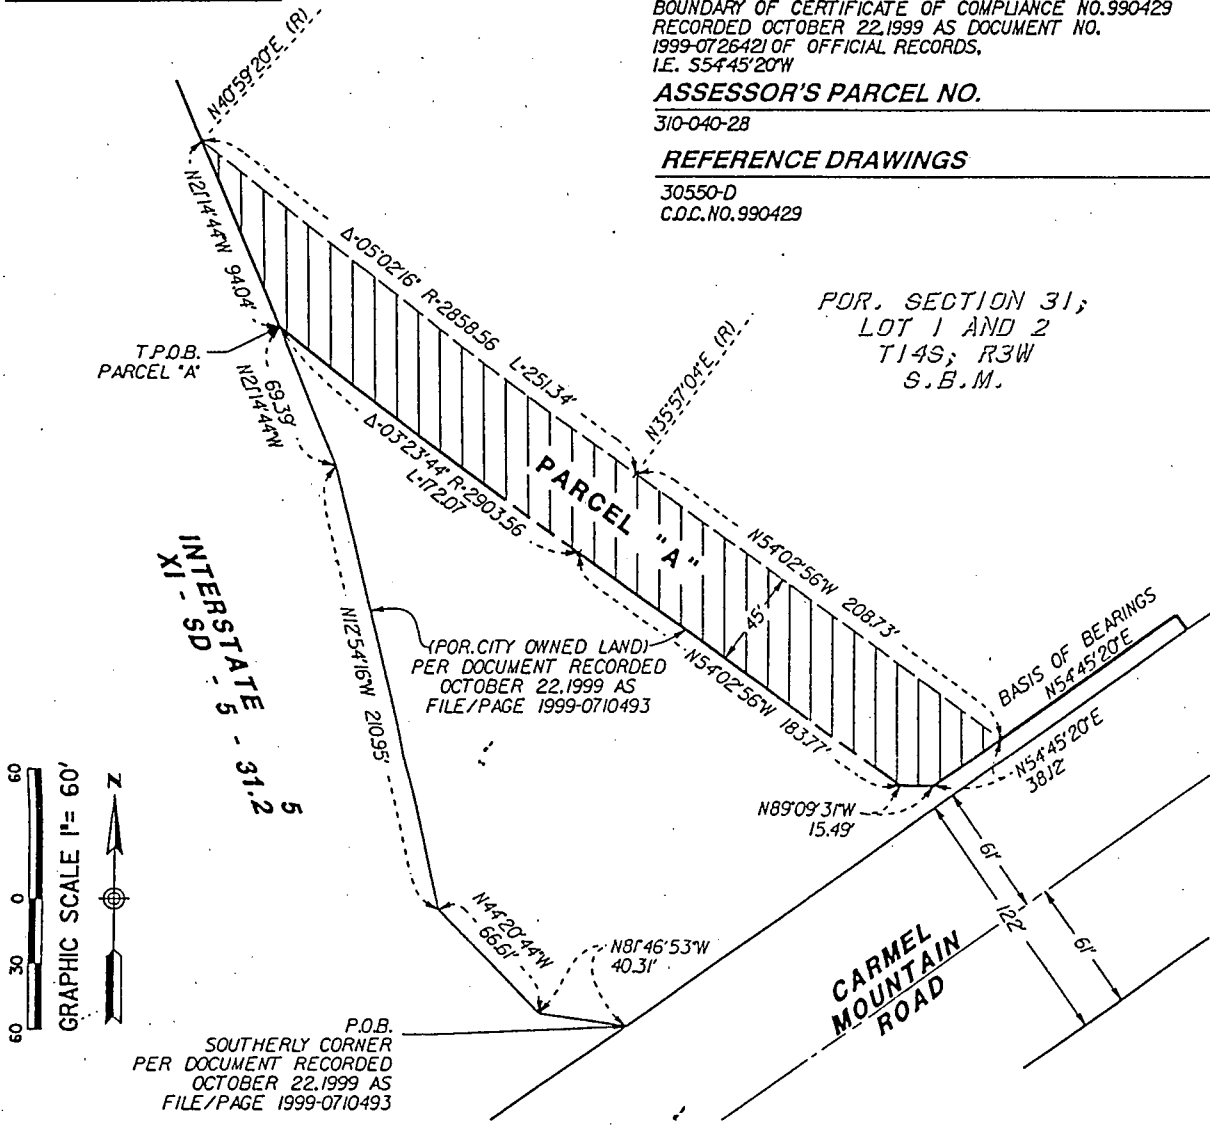 BOUNDARY OF CERTIFICATE OF COMPLIANCE NO.990429
RECORDED OCTOBER 22,1999 AS DOCUMENT NO.
1999-0726421 OF OFFICIAL RECORDS,
I.E. S54°45'20"W
ASSESSOR'S PARCEL NO.
310-040-28
REFERENCE DRAWINGS
30550-D
C.O.C. NO. 990429
POR. SECTION 31;
LOT 1 AND 2
T14S; R3W
S.B.M.
N40°59'20"E (R)
N21°14'44"W 94.04'
Δ=05°02'16" R=2858.56 L=251.34'
N35°57'04"E (R)
T.P.O.B.
PARCEL "A"
69.39'
N21°14'44"W
Δ=03°23'44" R=2903.56
L=172.07
PARCEL "A"
N54°02'56"W 208.73'
45'
N54°02'56"W 183.77'
BASIS OF BEARINGS
N54°45'20"E
N54°45'20"E
38.12'
N89°09'31"W
15.49'
(POR. CITY OWNED LAND)
PER DOCUMENT RECORDED
OCTOBER 22,1999 AS
FILE/PAGE 1999-0710493
INTERSTATE 5
XI - SD - 5 - 31.2
N12°54'16"W 210.95'
N44°20'44"W
66.61'
N81°46'53"W
40.31'
P.O.B.
SOUTHERLY CORNER
PER DOCUMENT RECORDED
OCTOBER 22,1999 AS
FILE/PAGE 1999-0710493
61'
122'
61'
CARMEL
MOUNTAIN
ROAD
60
0
30
60
GRAPHIC SCALE 1"= 60'
N